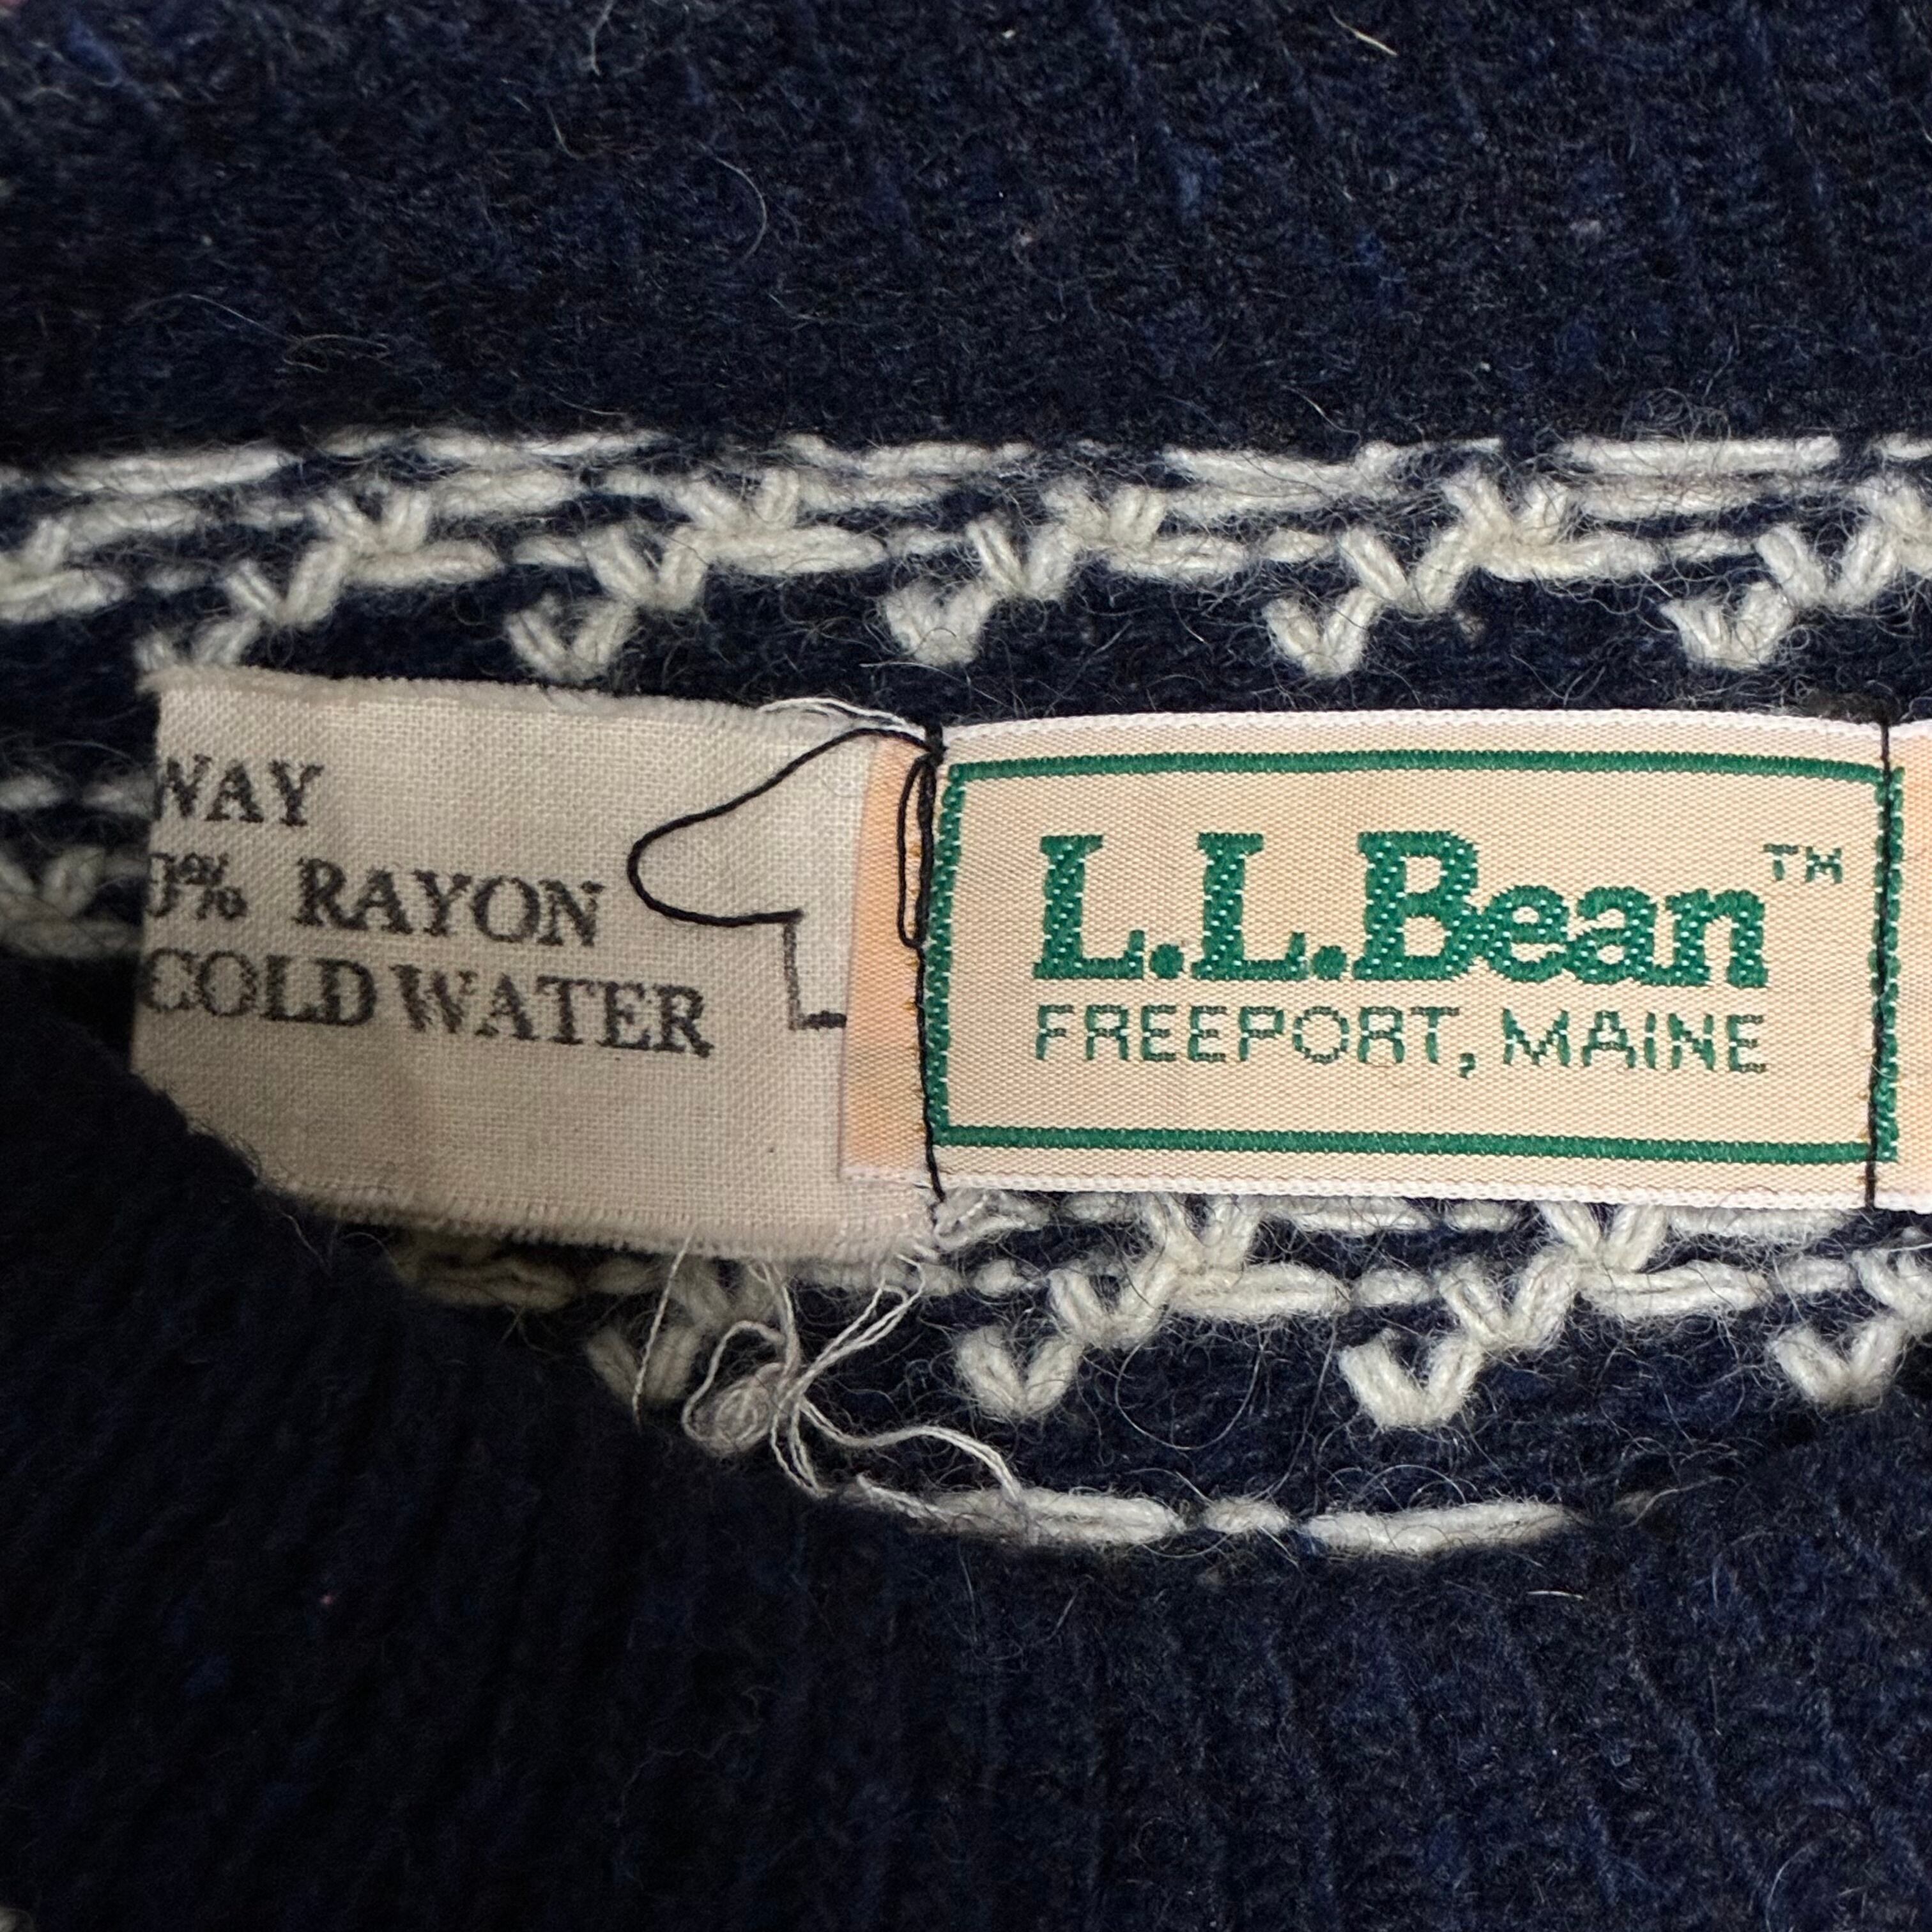 WAY
0% RAYON
COLD WATER
L.L.Bean™
FREEPORT, MAINE